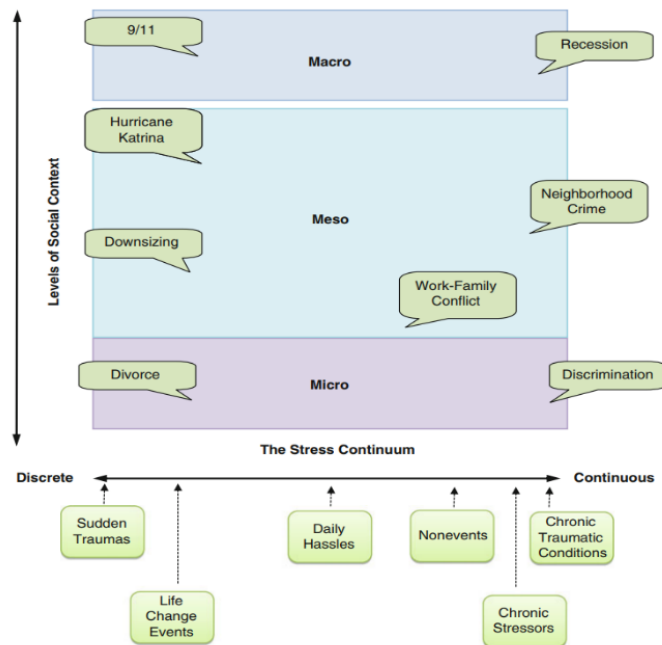 9/11
Macro
Recession
Hurricane
Katrina
Levels of Social Context
Meso
Neighborhood
Crime
Downsizing
Work-Family
Conflict
Divorce
Micro
Discrimination
The Stress Continuum
Discrete
Continuous
Sudden
Traumas
Daily
Hassles
Nonevents
Chronic
Traumatic
Conditions
Life
Change
Events
Chronic
Stressors